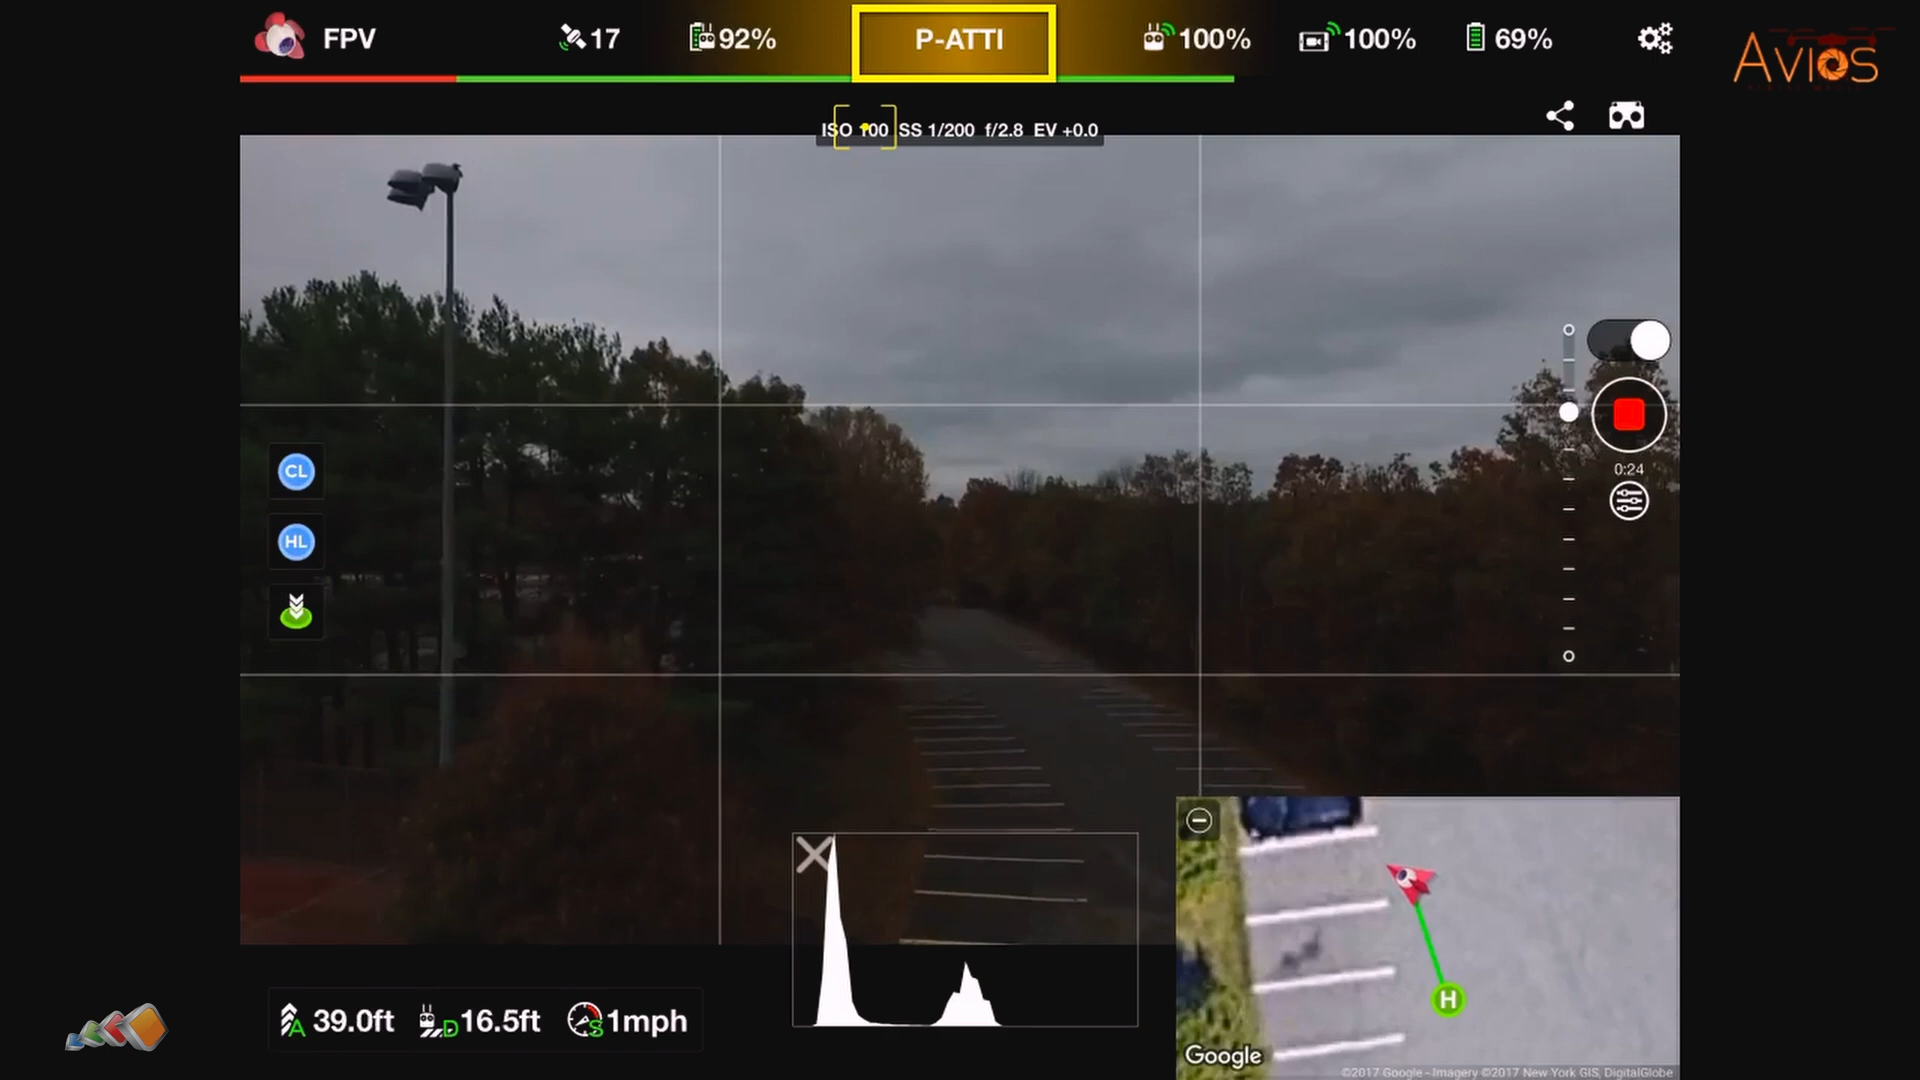 FPV
17
92%
P-ATTI
100%
100%
69%
AVIOS
ISO 100 SS 1/200 f/2.8 EV +0.0
CL
HL
0:24
A 39.0ft D 16.5ft S 1mph
H
Google
©2017 Google - Imagery ©2017 New York GIS, DigitalGlobe